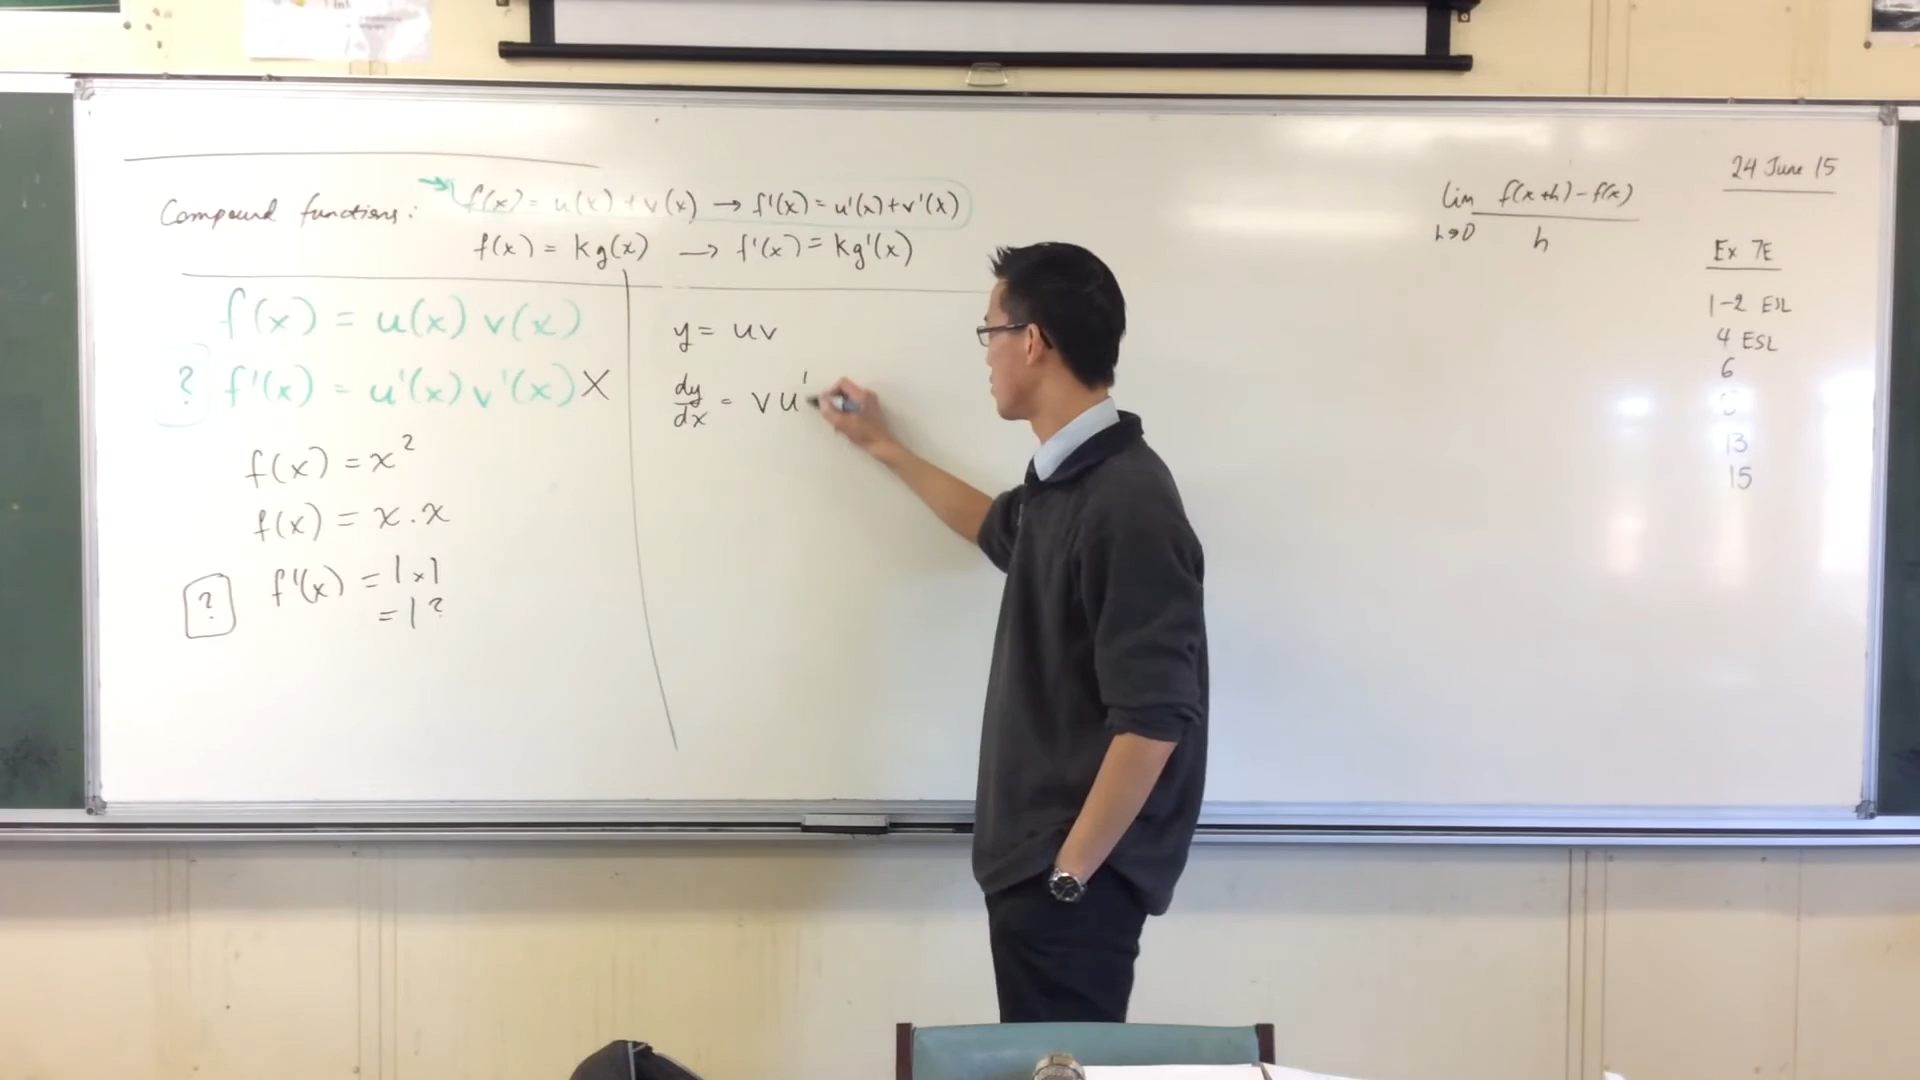 Compound functions: f(x) = u(x) + v(x) → f'(x) = u'(x) + v'(x)
f(x) = kg(x) → f'(x) = kg'(x)
f(x) = u(x) v(x)
? f'(x) = u'(x) v'(x) X
f(x) = x²
f(x) = x . x
? f'(x) = 1 x 1
= 1 ?
y = uv
dy/dx = vu'
lim h→0 f(x+h) - f(x) / h
24 June 15
Ex 7E
1-2 ESL
4 ESL
6
13
15